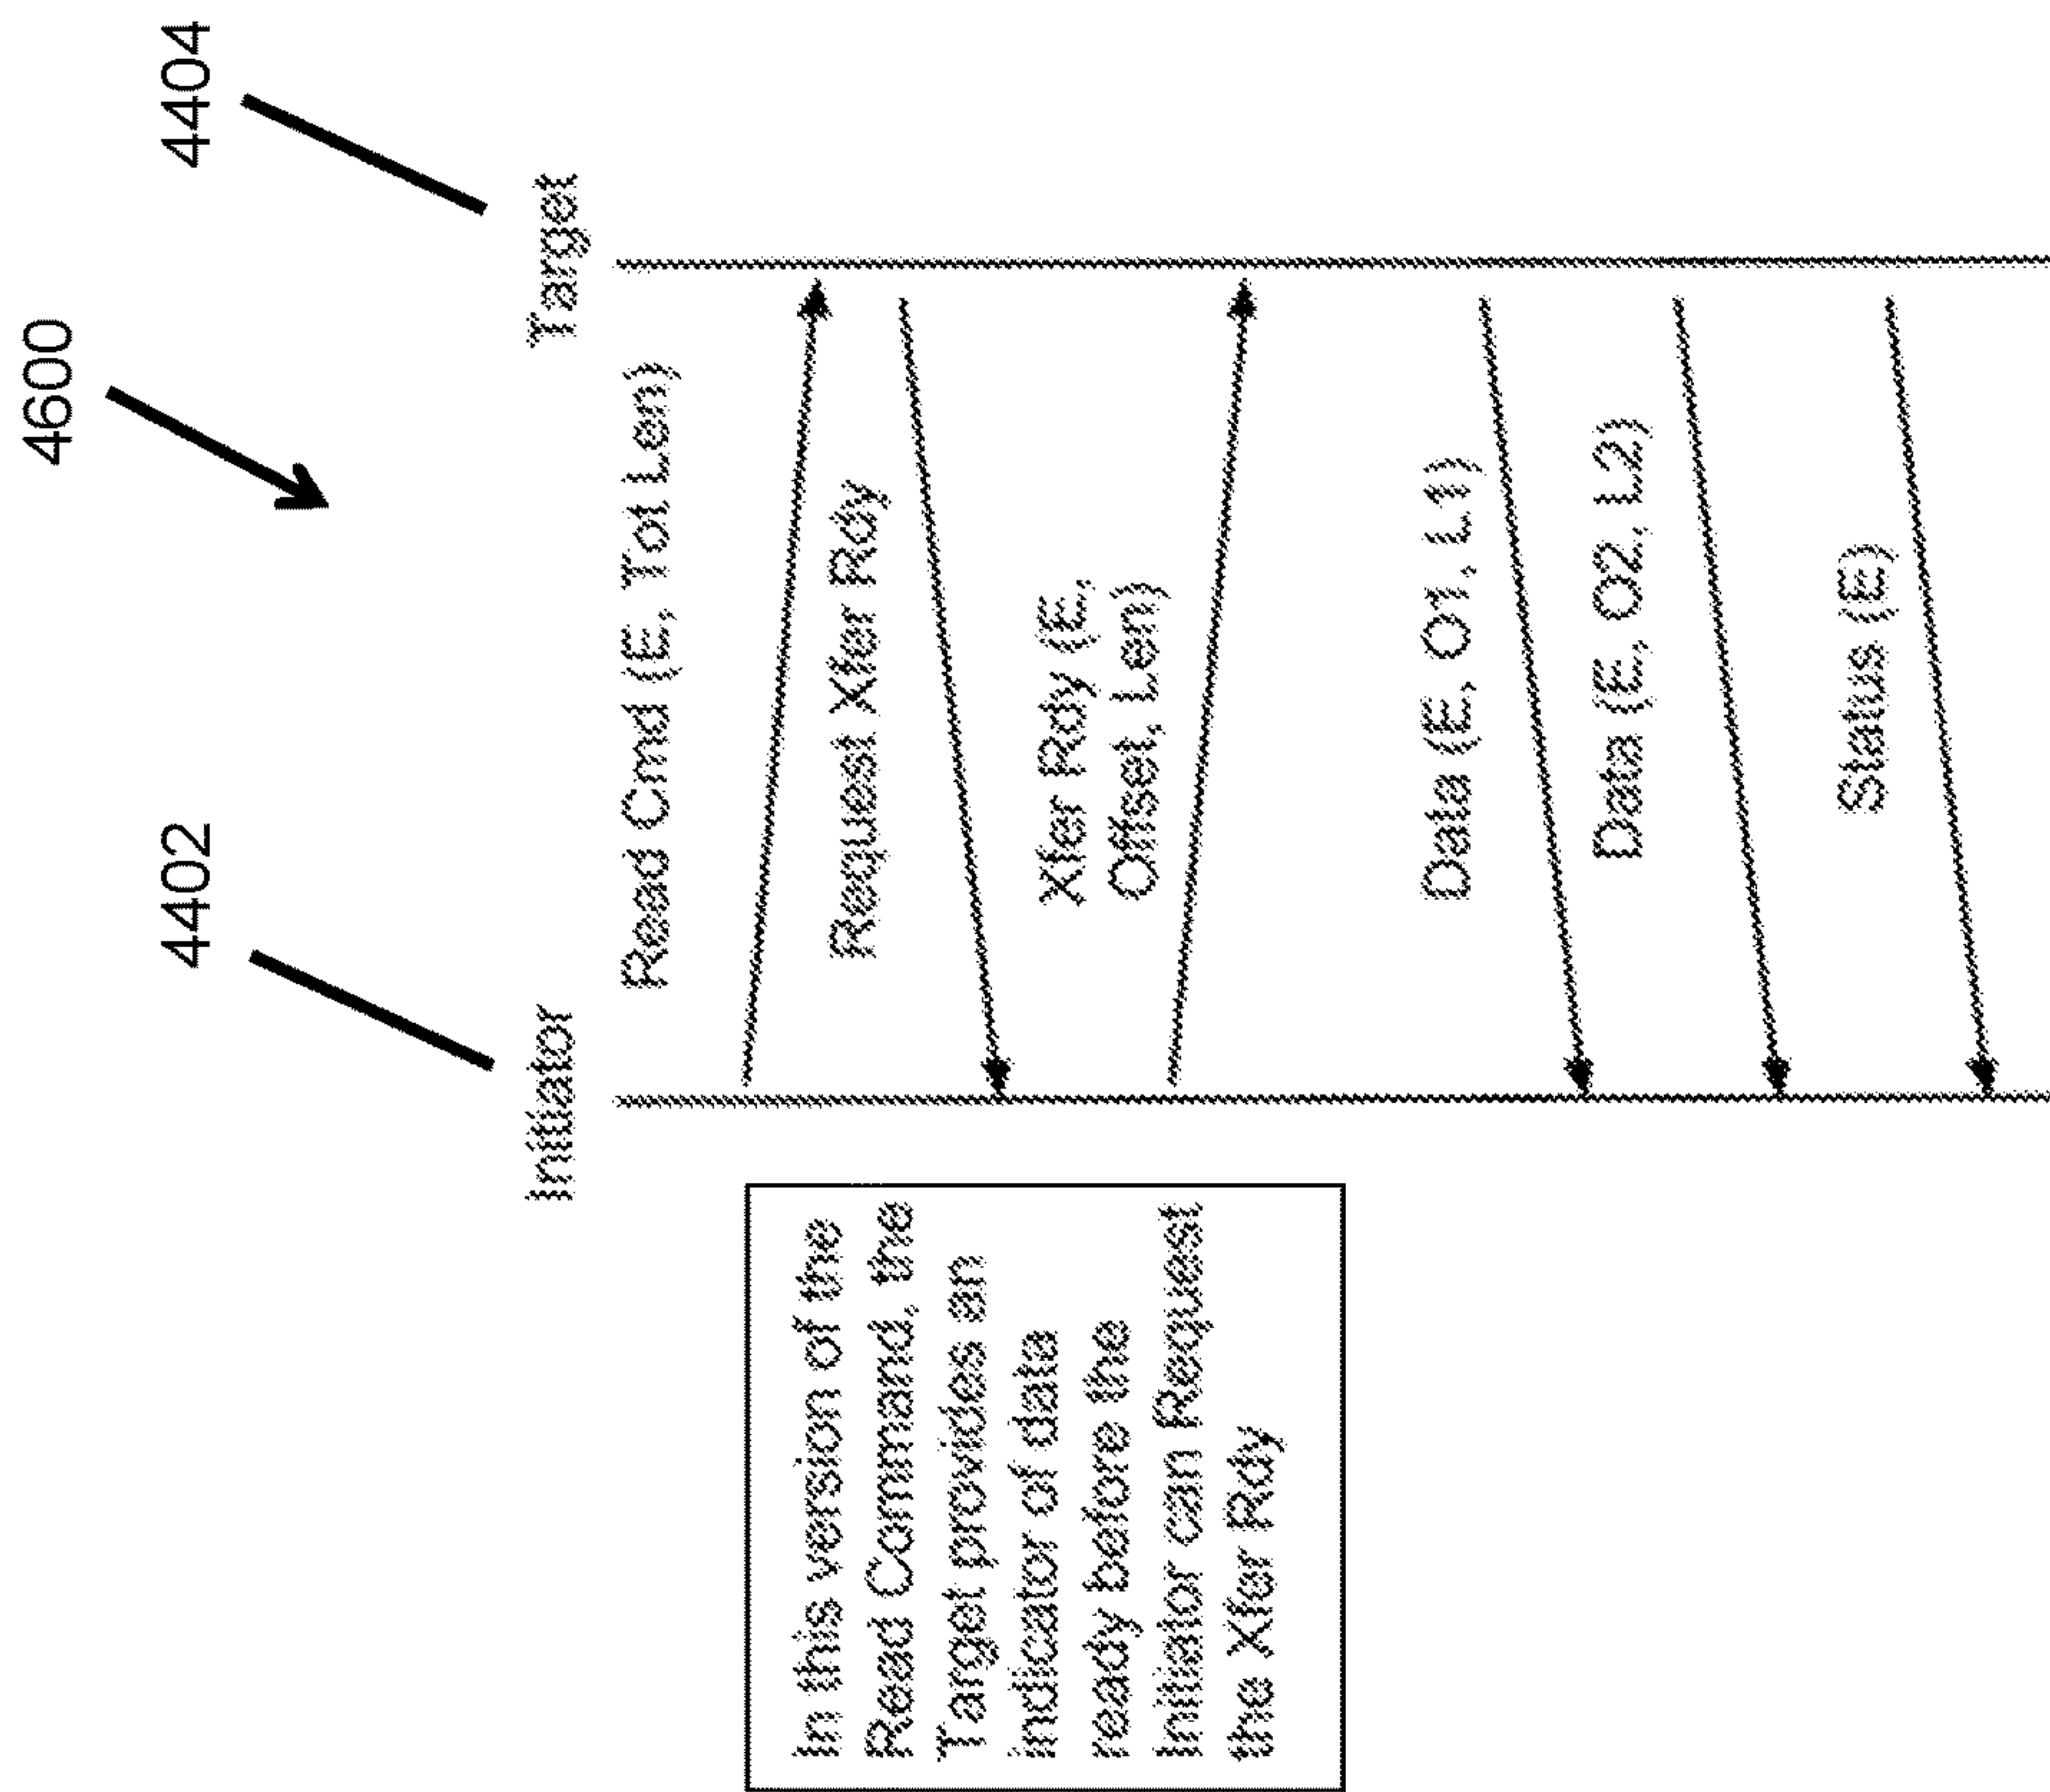 4600
4402
4404
Initiator
Target
Read Cmd (E, Tot Len)
Request Xfer Rdy
Xfer Rdy (E,
Offset, Len)
Data (E, O1, L1)
Data (E, O2, L2)
Status (E)
In this version of the
Read Command, the
Target provides an
indicator of data
ready before the
Initiator can Request
the Xfer Rdy